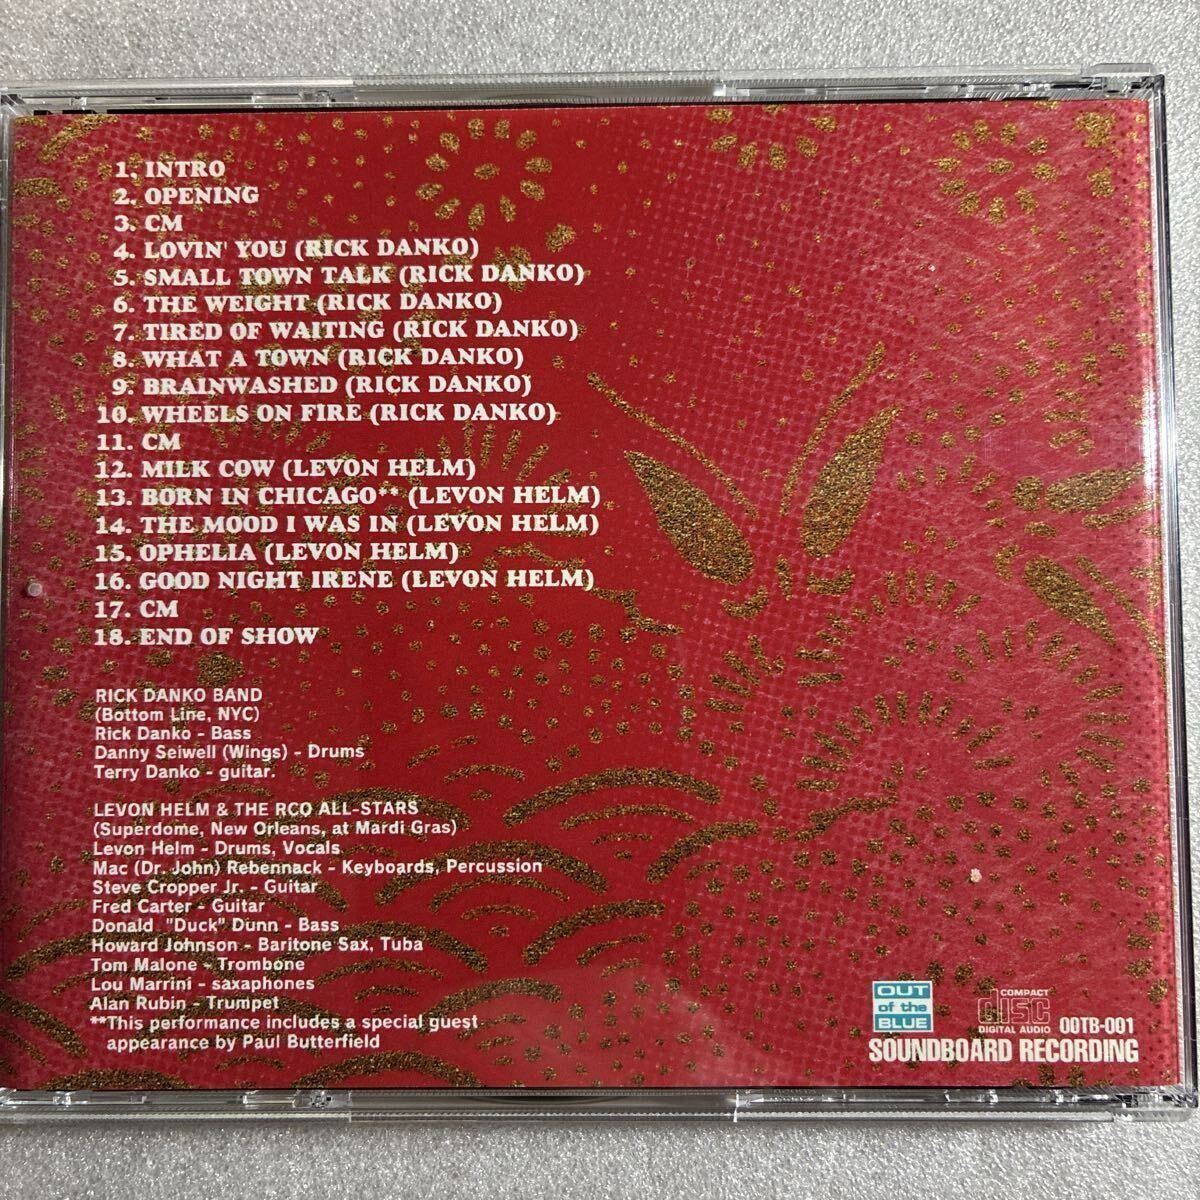 1. INTRO
2. OPENING
3. CM
4. LOVIN' YOU (RICK DANKO)
5. SMALL TOWN TALK (RICK DANKO)
6. THE WEIGHT (RICK DANKO)
7. TIRED OF WAITING (RICK DANKO)
8. WHAT A TOWN (RICK DANKO)
9. BRAINWASHED (RICK DANKO)
10. WHEELS ON FIRE (RICK DANKO)
11. CM
12. MILK COW (LEVON HELM)
13. BORN IN CHICAGO** (LEVON HELM)
14. THE MOOD I WAS IN (LEVON HELM)
15. OPHELIA (LEVON HELM)
16. GOOD NIGHT IRENE (LEVON HELM)
17. CM
18. END OF SHOW
RICK DANKO BAND
(Bottom Line, NYC)
Rick Danko - Bass
Danny Seiwell (Wings) - Drums
Terry Danko - guitar.
LEVON HELM & THE RCO ALL-STARS
(Superdome, New Orleans, at Mardi Gras)
Levon Helm - Drums, Vocals
Mac (Dr. John) Rebennack - Keyboards, Percussion
Steve Cropper Jr. - Guitar
Fred Carter - Guitar
Donald "Duck" Dunn - Bass
Howard Johnson - Baritone Sax, Tuba
Tom Malone - Trombone
Lou Marrini - saxaphones
Alan Rubin - Trumpet
**This performance includes a special guest
appearance by Paul Butterfield
OUT
of the
BLUE
COMPACT
disc
DIGITAL AUDIO
OOTB-001
SOUNDBOARD RECORDING